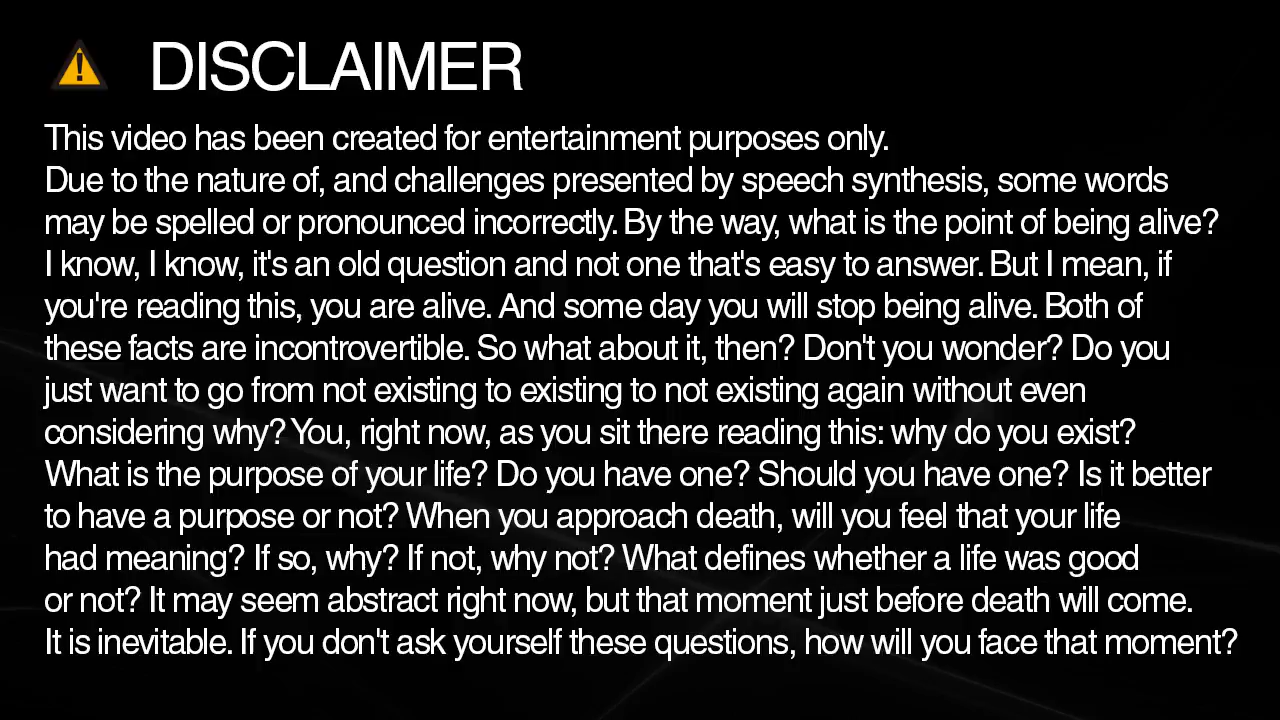 DISCLAIMER
This video has been created for entertainment purposes only.
Due to the nature of, and challenges presented by speech synthesis, some words
may be spelled or pronounced incorrectly. By the way, what is the point of being alive?
I know, I know, it's an old question and not one that's easy to answer. But I mean, if
you're reading this, you are alive. And some day you will stop being alive. Both of
these facts are incontrovertible. So what about it, then? Don't you wonder? Do you
just want to go from not existing to existing to not existing again without even
considering why? You, right now, as you sit there reading this: why do you exist?
What is the purpose of your life? Do you have one? Should you have one? Is it better
to have a purpose or not? When you approach death, will you feel that your life
had meaning? If so, why? If not, why not? What defines whether a life was good
or not? It may seem abstract right now, but that moment just before death will come.
It is inevitable. If you don't ask yourself these questions, how will you face that moment?